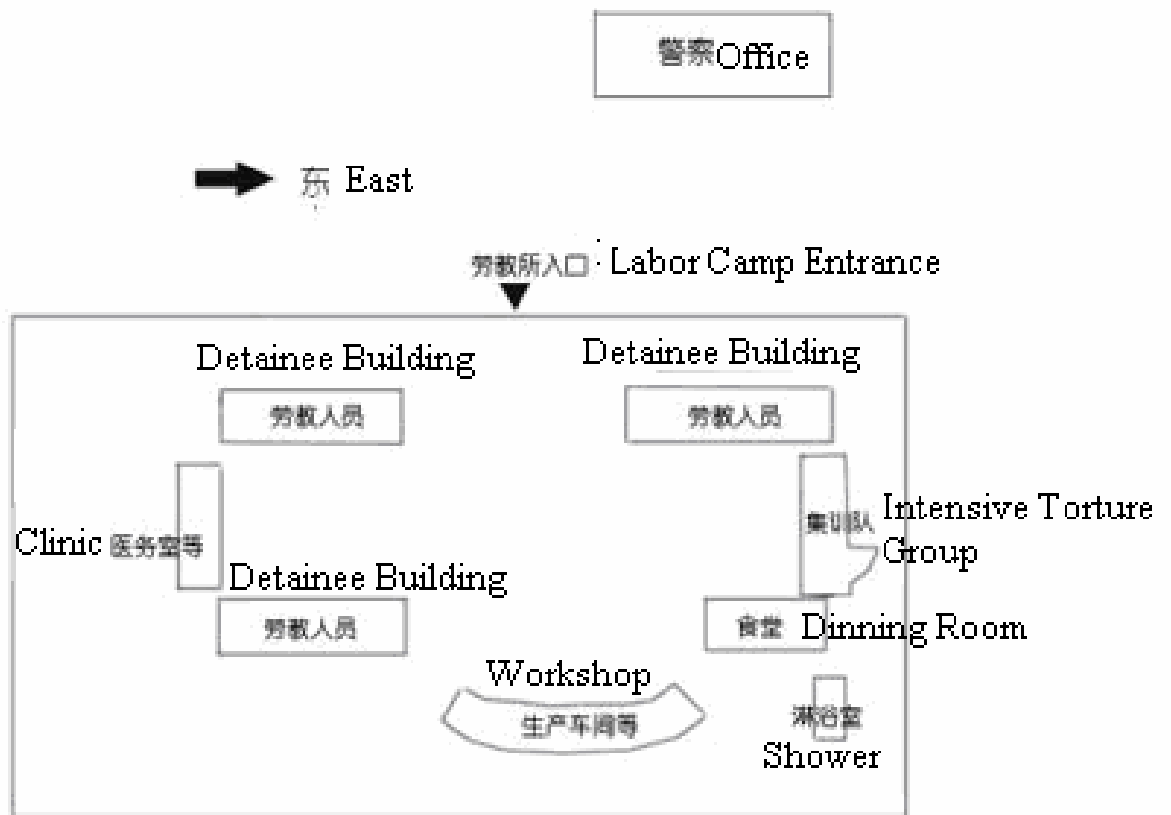 警察Office
东 East
劳教所入口 Labor Camp Entrance
Detainee Building
劳教人员
Detainee Building
劳教人员
集训队 Intensive Torture
Group
Clinic 医务室等
Detainee Building
劳教人员
食堂 Dinning Room
Workshop
生产车间等
淋浴室
Shower